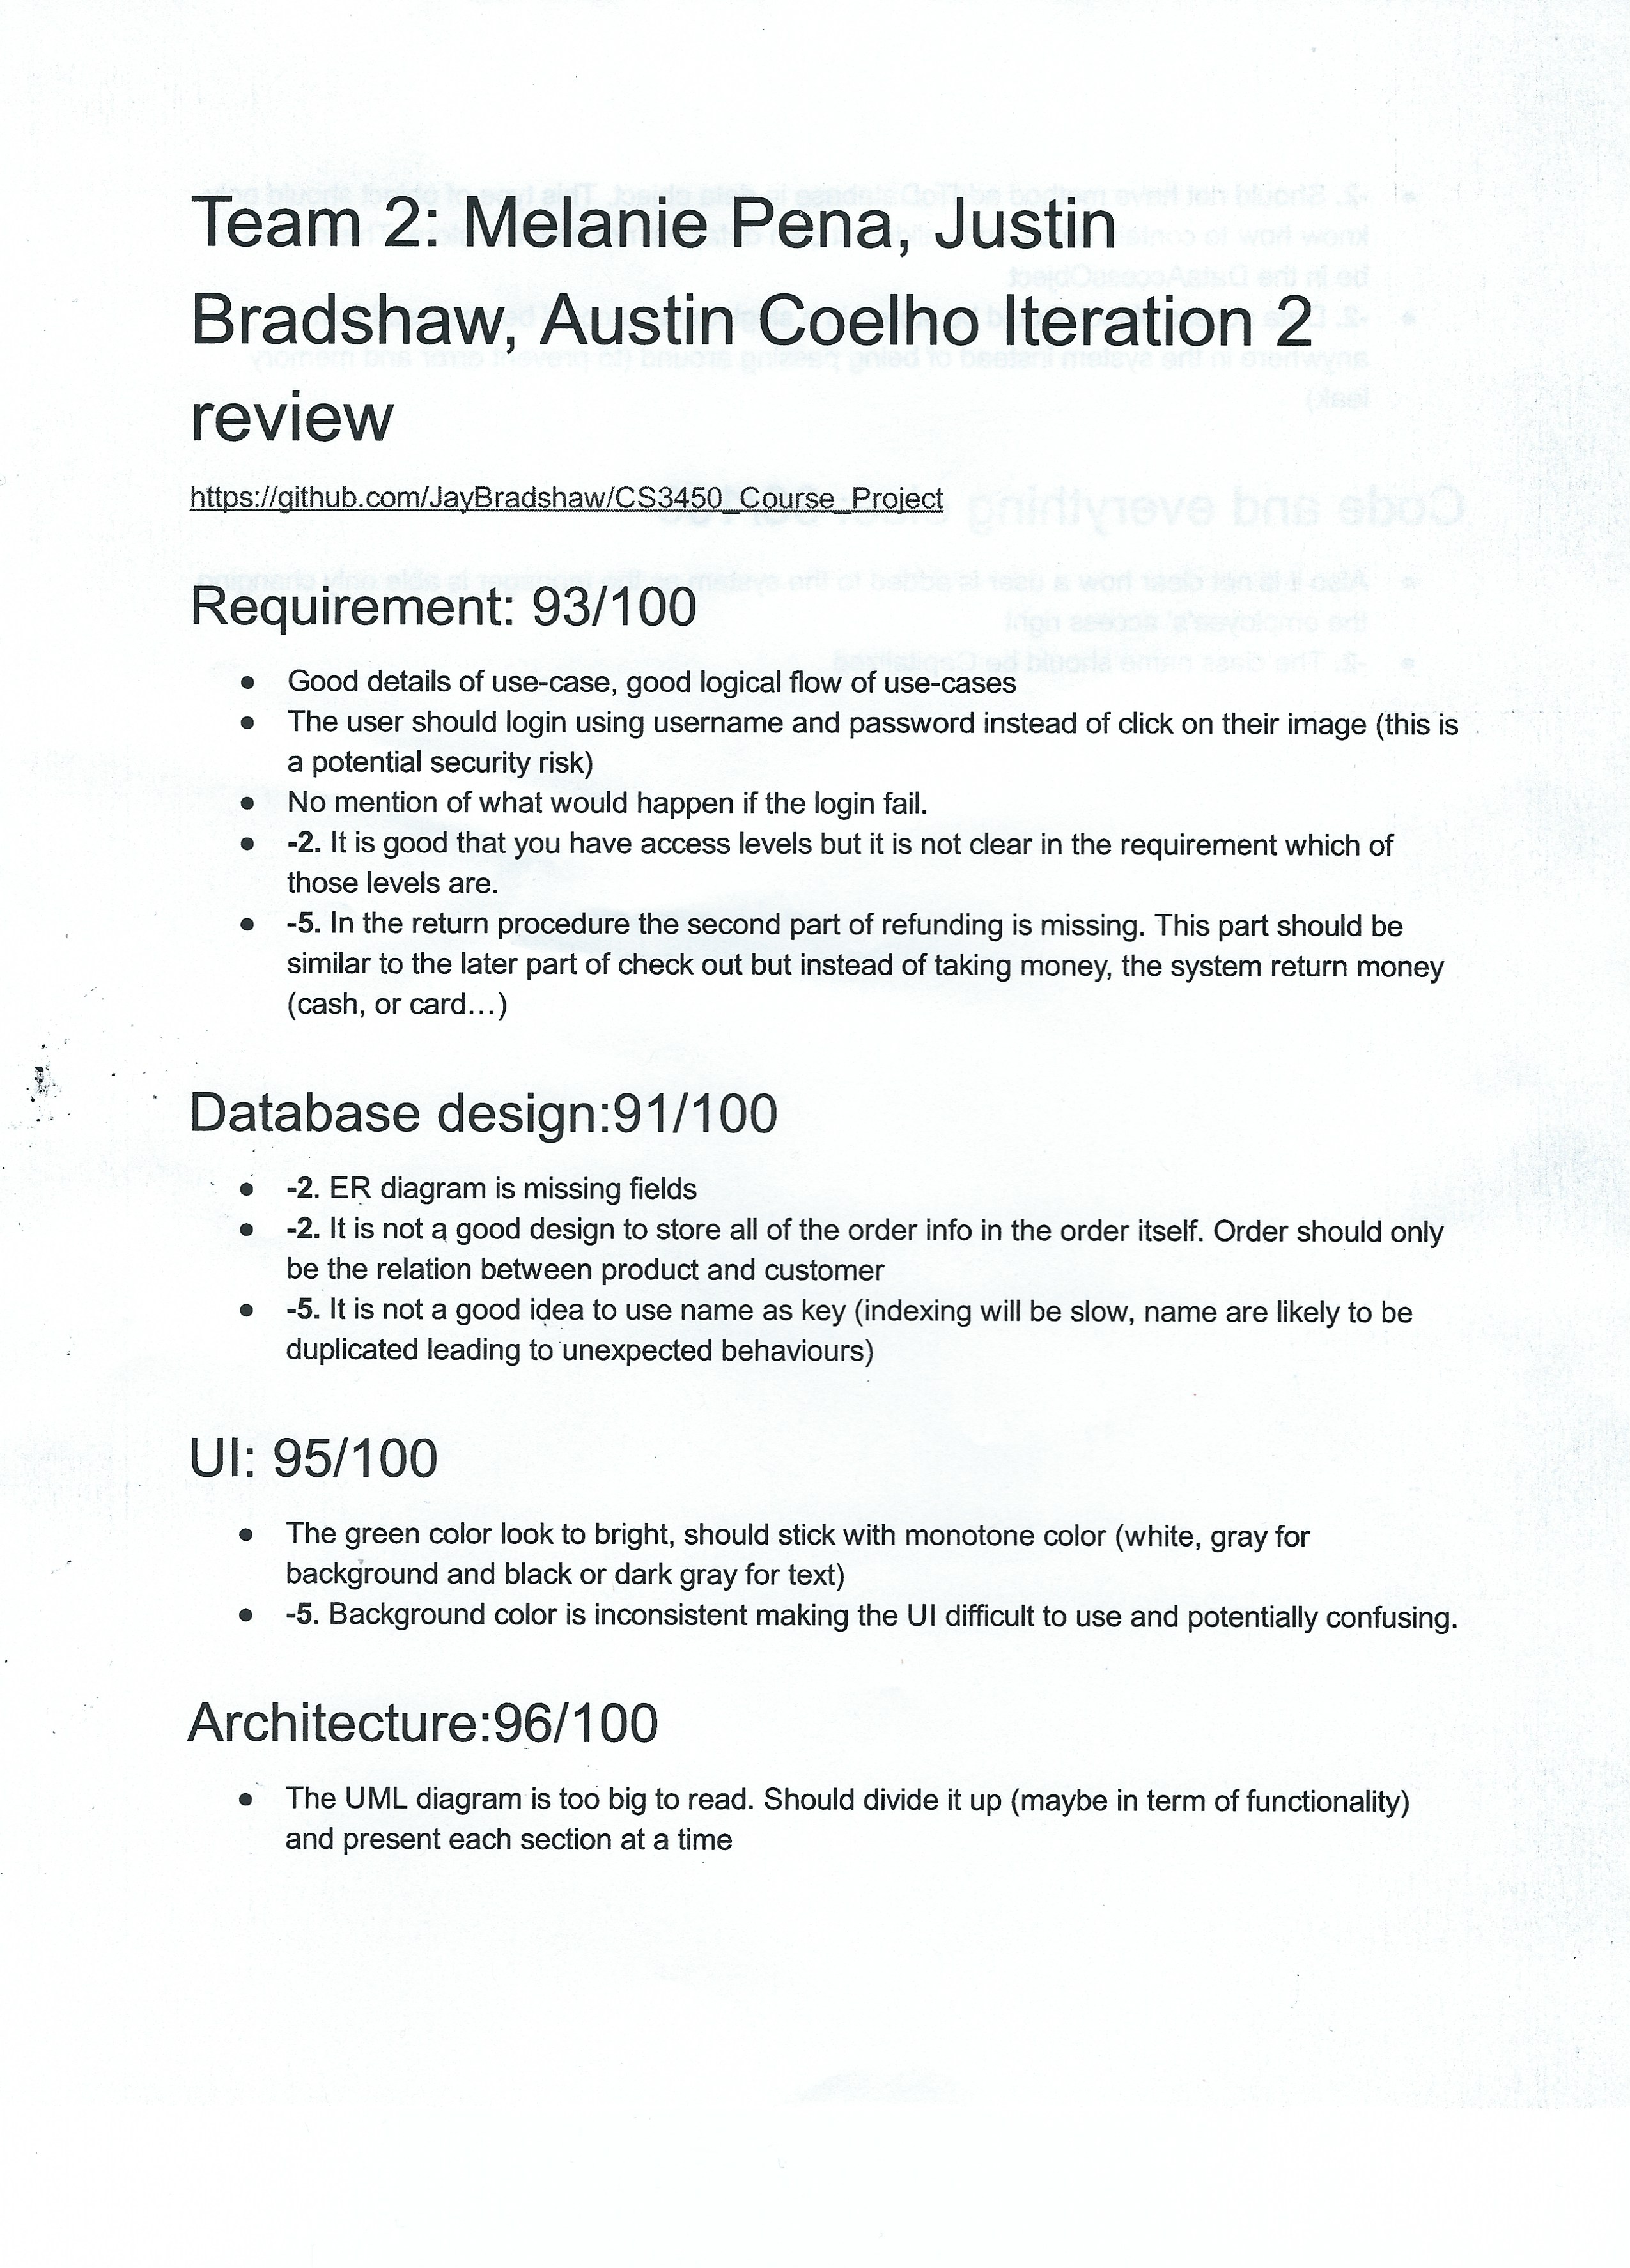 Team 2: Melanie Pena, Justin
Bradshaw, Austin Coelho Iteration 2
review
https://github.com/JayBradshaw/CS3450_Course_Project
Requirement: 93/100
● Good details of use-case, good logical flow of use-cases
● The user should login using username and password instead of click on their image (this is
a potential security risk)
● No mention of what would happen if the login fail.
● -2. It is good that you have access levels but it is not clear in the requirement which of
those levels are.
● -5. In the return procedure the second part of refunding is missing. This part should be
similar to the later part of check out but instead of taking money, the system return money
(cash, or card...)
Database design:91/100
● -2. ER diagram is missing fields
● -2. It is not a good design to store all of the order info in the order itself. Order should only
be the relation between product and customer
● -5. It is not a good idea to use name as key (indexing will be slow, name are likely to be
duplicated leading to unexpected behaviours)
UI: 95/100
● The green color look to bright, should stick with monotone color (white, gray for
background and black or dark gray for text)
● -5. Background color is inconsistent making the UI difficult to use and potentially confusing.
Architecture:96/100
● The UML diagram is too big to read. Should divide it up (maybe in term of functionality)
and present each section at a time